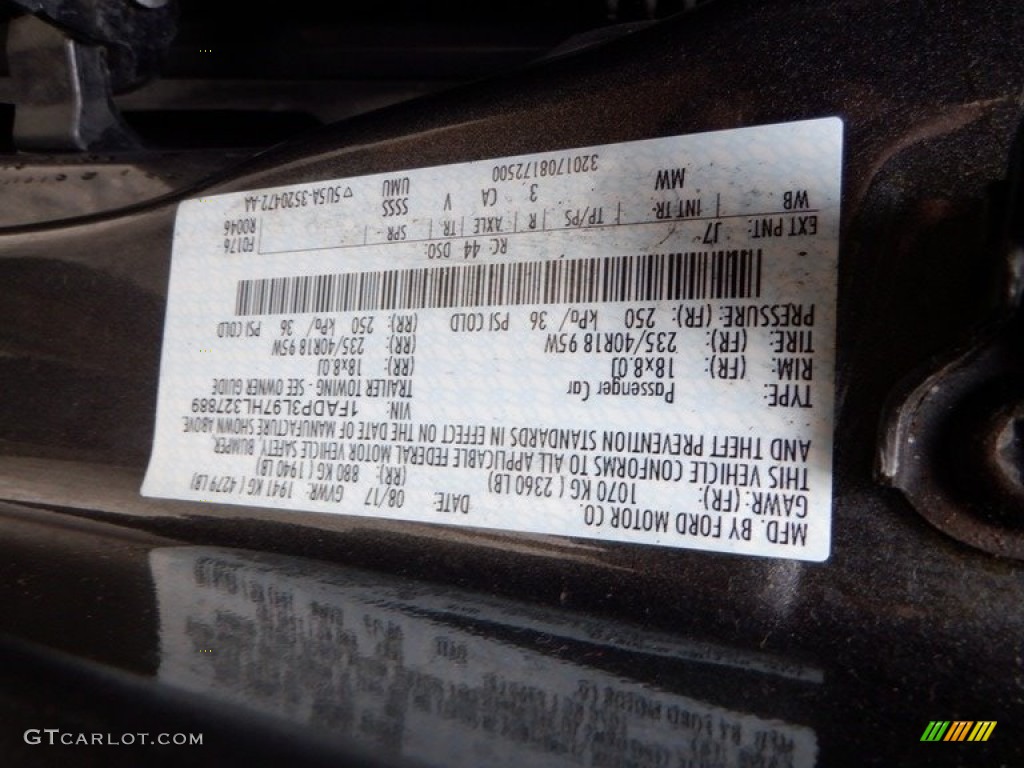 MFD. BY FORD MOTOR CO.
DATE: 08/17 GVWR: 1941 KG ( 4279 LB)
GAWR: (FR): 1070 KG ( 2360 LB) (RR): 880 KG ( 1940 LB)
THIS VEHICLE CONFORMS TO ALL APPLICABLE FEDERAL MOTOR VEHICLE SAFETY, BUMPER
AND THEFT PREVENTION STANDARDS IN EFFECT ON THE DATE OF MANUFACTURE SHOWN ABOVE
VIN: 1FADP3L97HL327889
TYPE: Passenger Car TRAILER TOWING - SEE OWNER GUIDE
RIM: (FR): 18x8.0J (RR): 18x8.0J
TIRE: (FR): 235/40R18 95W (RR): 235/40R18 95W
PRESSURE: (FR): 250 kPa/ 36 PSI COLD (RR): 250 kPa/ 36 PSI COLD
EXT PNT: J7 RC: 44 DSO: F0176
R0046
WB INT TR TP/PS R AXLE TR SPR
MW 3 CA V SSSS
UMU
3201708172500 ▽5U5A-3520472-AA
GTCARLOT.COM